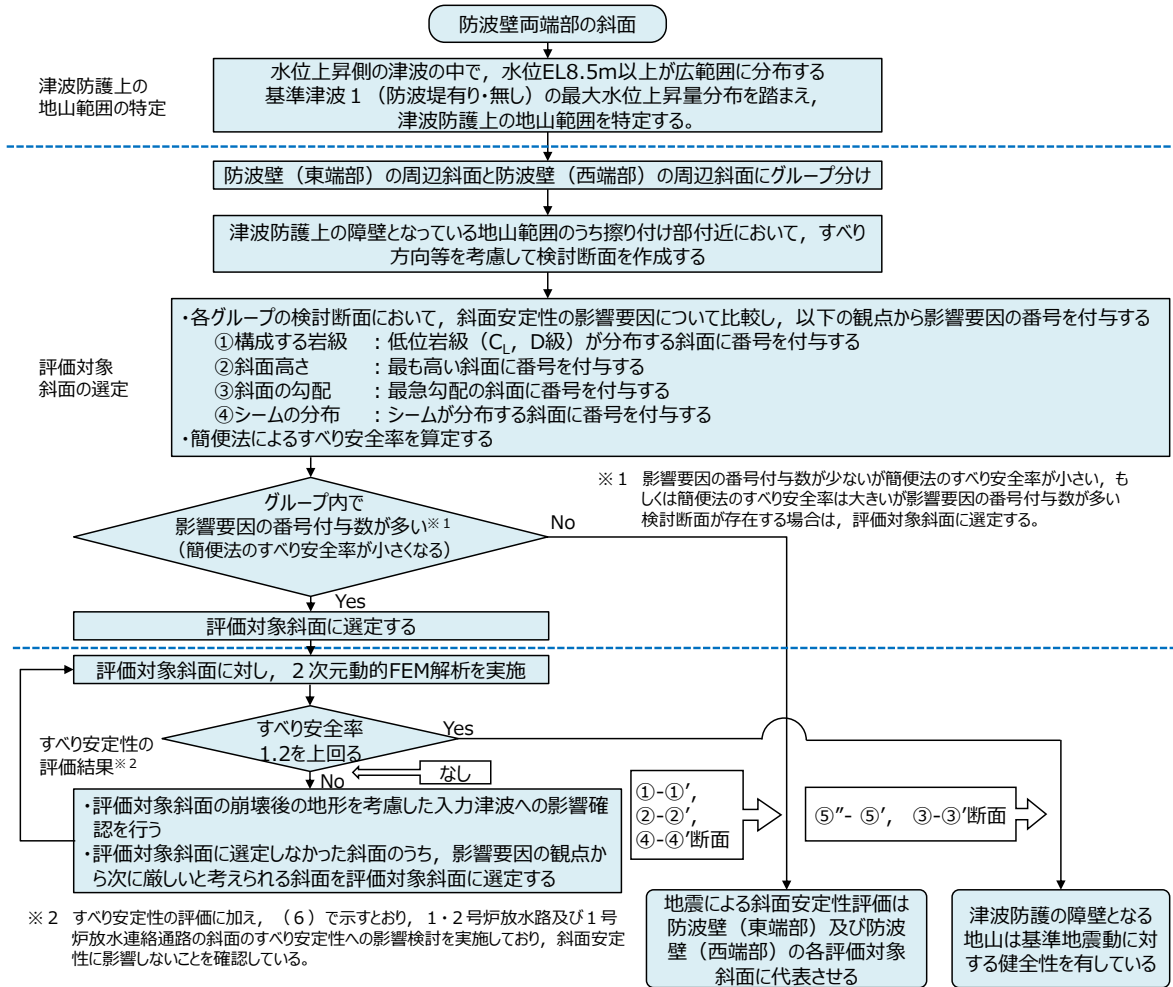 防波壁両端部の斜面
津波防護上の
地山範囲の特定
水位上昇側の津波の中で，水位EL8.5m以上が広範囲に分布する
基準津波１（防波堤有り・無し）の最大水位上昇量分布を踏まえ，
津波防護上の地山範囲を特定する。
防波壁（東端部）の周辺斜面と防波壁（西端部）の周辺斜面にグループ分け
津波防護上の障壁となっている地山範囲のうち擦り付け部付近において，すべり
方向等を考慮して検討断面を作成する
評価対象
斜面の選定
・各グループの検討断面において，斜面安定性の影響要因について比較し，以下の観点から影響要因の番号を付与する
①構成する岩級　：低位岩級（CL，D級）が分布する斜面に番号を付与する
②斜面高さ　：最も高い斜面に番号を付与する
③斜面の勾配　：最急勾配の斜面に番号を付与する
④シームの分布　：シームが分布する斜面に番号を付与する
・簡便法によるすべり安全率を算定する
グループ内で
影響要因の番号付与数が多い※1
（簡便法のすべり安全率が小さくなる）
No
※１　影響要因の番号付与数が少ないが簡便法のすべり安全率が小さい，も
しくは簡便法のすべり安全率は大きいが影響要因の番号付与数が多い
検討断面が存在する場合は，評価対象斜面に選定する。
Yes
評価対象斜面に選定する
評価対象斜面に対し，２次元動的FEM解析を実施
すべり安定性の
評価結果※2
すべり安全率
1.2を上回る
Yes
No
なし
・評価対象斜面の崩壊後の地形を考慮した入力津波への影響確
認を行う
・評価対象斜面に選定しなかった斜面のうち，影響要因の観点か
ら次に厳しいと考えられる斜面を評価対象斜面に選定する
①-①′，
②-②′，
④-④′断面
⑤″-⑤′，　③-③′断面
地震による斜面安定性評価は
防波壁（東端部）及び防波
壁（西端部）の各評価対象
斜面に代表させる
津波防護の障壁となる
地山は基準地震動に対
する健全性を有している
※２　すべり安定性の評価に加え，（６）で示すとおり，１・２号炉放水路及び１号
炉放水連絡通路の斜面のすべり安定性への影響検討を実施しており，斜面安定
性に影響しないことを確認している。